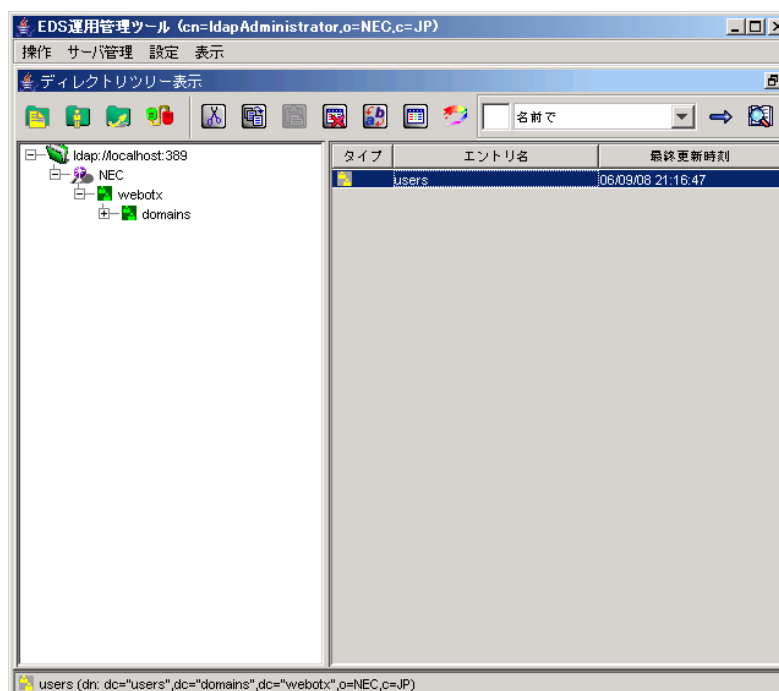 EDS運用管理ツール (cn=ldapAdministrator,o=NEC,c=JP)
操作 サーバ管理 設定 表示
ディレクトリツリー表示
名前で
ldap://localhost:389
NEC
webotx
domains
タイプ エントリ名 最終更新時刻
users 06/09/08 21:16:47
users (dn: dc="users",dc="domains",dc="webotx",o=NEC,c=JP)